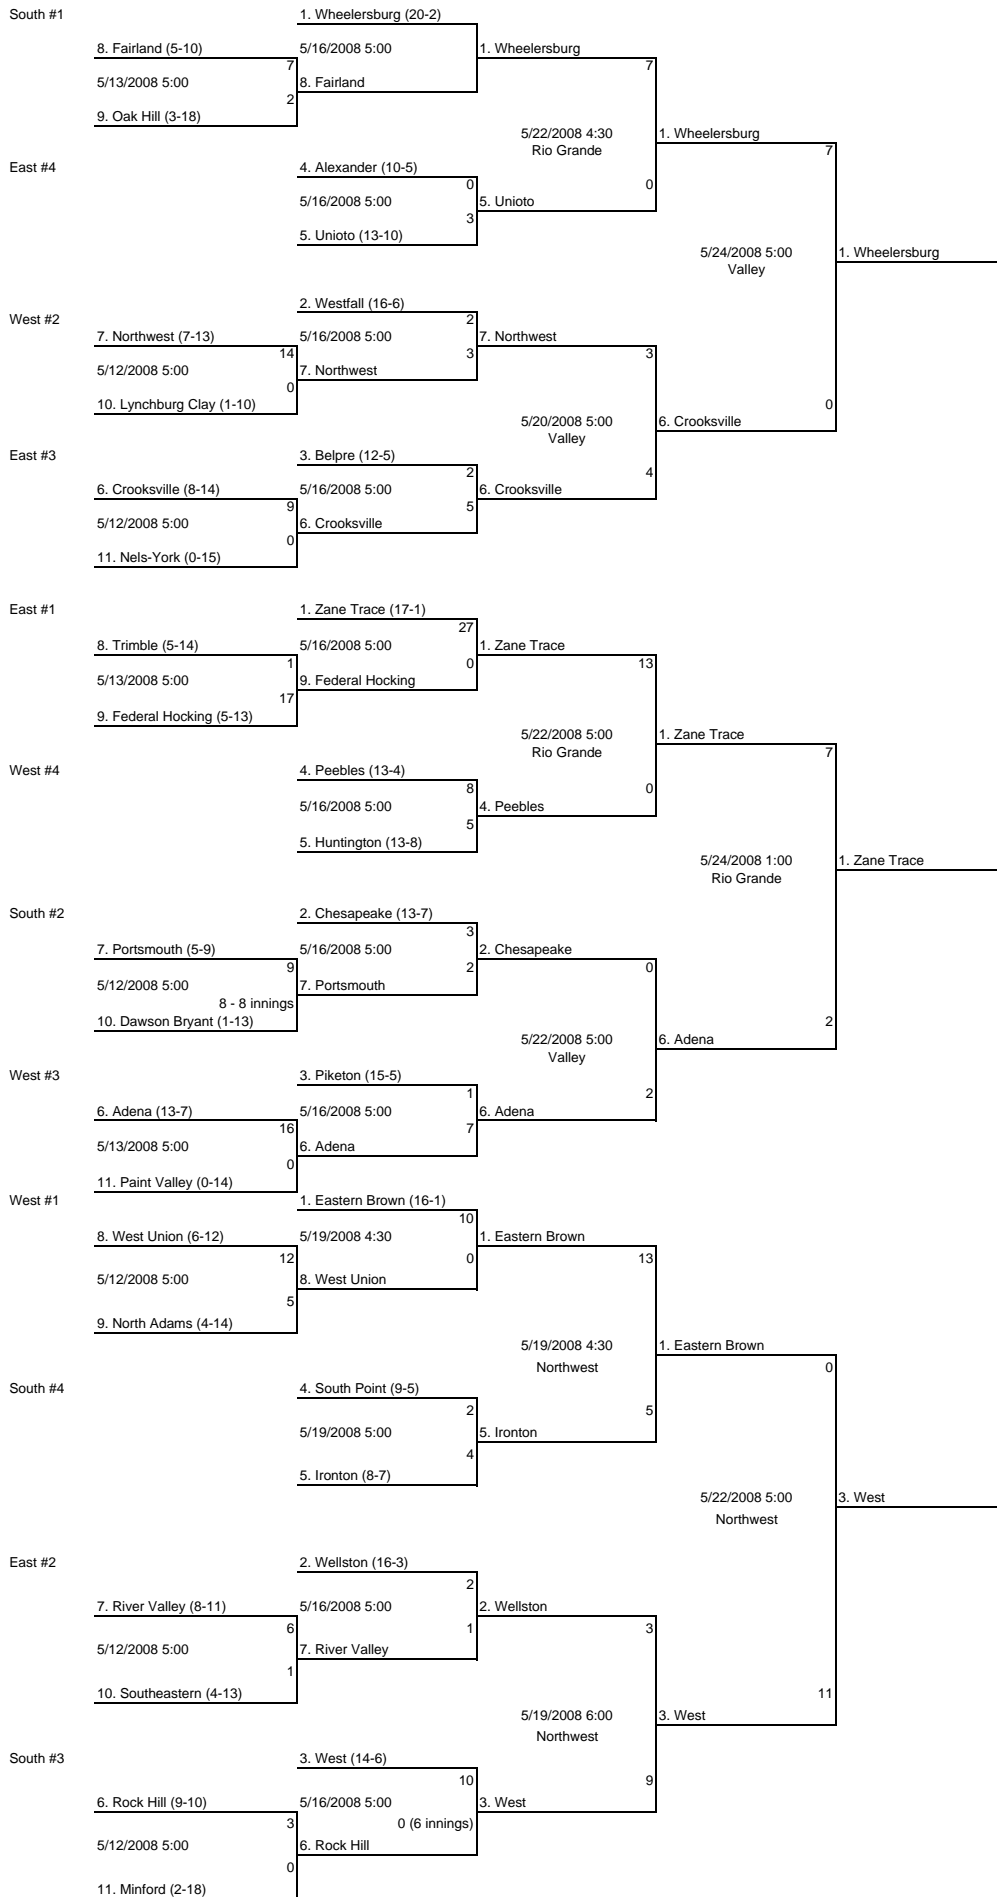 South #1
1. Wheelersburg (20-2)
8. Fairland (5-10)
5/16/2008 5:00
1. Wheelersburg
7
7
5/13/2008 5:00
8. Fairland
2
9. Oak Hill (3-18)
5/22/2008 4:30
1. Wheelersburg
Rio Grande
7
East #4
4. Alexander (10-5)
0
0
5/16/2008 5:00
5. Unioto
3
5. Unioto (13-10)
5/24/2008 5:00
1. Wheelersburg
Valley
2. Westfall (16-6)
West #2
2
7. Northwest (7-13)
5/16/2008 5:00
7. Northwest
14
3
3
5/12/2008 5:00
7. Northwest
0
10. Lynchburg Clay (1-10)
0
5/20/2008 5:00
6. Crooksville
Valley
East #3
3. Belpre (12-5)
2
4
6. Crooksville (8-14)
5/16/2008 5:00
6. Crooksville
9
5
5/12/2008 5:00
6. Crooksville
0
11. Nels-York (0-15)
East #1
1. Zane Trace (17-1)
27
8. Trimble (5-14)
5/16/2008 5:00
1. Zane Trace
1
0
13
5/13/2008 5:00
9. Federal Hocking
17
9. Federal Hocking (5-13)
5/22/2008 5:00
1. Zane Trace
Rio Grande
7
West #4
4. Peebles (13-4)
8
0
5/16/2008 5:00
4. Peebles
5
5. Huntington (13-8)
5/24/2008 1:00
1. Zane Trace
Rio Grande
South #2
2. Chesapeake (13-7)
3
7. Portsmouth (5-9)
5/16/2008 5:00
2. Chesapeake
9
2
0
5/12/2008 5:00
7. Portsmouth
8 - 8 innings
10. Dawson Bryant (1-13)
2
5/22/2008 5:00
6. Adena
Valley
West #3
3. Piketon (15-5)
1
2
6. Adena (13-7)
5/16/2008 5:00
6. Adena
16
7
5/13/2008 5:00
6. Adena
0
11. Paint Valley (0-14)
West #1
1. Eastern Brown (16-1)
10
8. West Union (6-12)
5/19/2008 4:30
1. Eastern Brown
12
0
13
5/12/2008 5:00
8. West Union
5
9. North Adams (4-14)
5/19/2008 4:30
1. Eastern Brown
Northwest
0
South #4
4. South Point (9-5)
2
5
5/19/2008 5:00
5. Ironton
4
5. Ironton (8-7)
5/22/2008 5:00
3. West
Northwest
East #2
2. Wellston (16-3)
2
7. River Valley (8-11)
5/16/2008 5:00
2. Wellston
6
1
3
5/12/2008 5:00
7. River Valley
1
10. Southeastern (4-13)
11
5/19/2008 6:00
3. West
Northwest
South #3
3. West (14-6)
10
9
6. Rock Hill (9-10)
5/16/2008 5:00
3. West
3
0 (6 innings)
5/12/2008 5:00
6. Rock Hill
0
11. Minford (2-18)